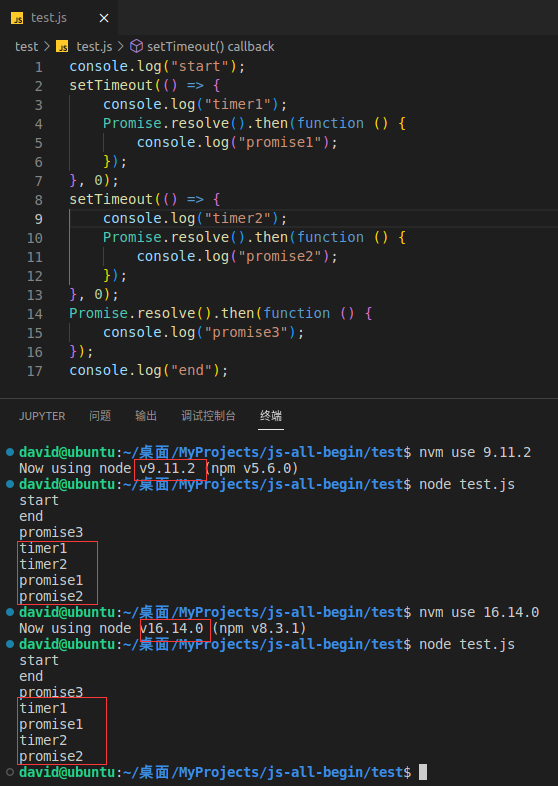 JS test.js ×
test > JS test.js > setTimeout() callback
1 console.log("start");
2 setTimeout(() => {
3 console.log("timer1");
4 Promise.resolve().then(function () {
5 console.log("promise1");
6 });
7 }, 0);
8 setTimeout(() => {
9 console.log("timer2");
10 Promise.resolve().then(function () {
11 console.log("promise2");
12 });
13 }, 0);
14 Promise.resolve().then(function () {
15 console.log("promise3");
16 });
17 console.log("end");
JUPYTER 问题 输出 调试控制台 终端
david@ubuntu:~/桌面/MyProjects/js-all-begin/test$ nvm use 9.11.2
Now using node v9.11.2 (npm v5.6.0)
david@ubuntu:~/桌面/MyProjects/js-all-begin/test$ node test.js
start
end
promise3
timer1
timer2
promise1
promise2
david@ubuntu:~/桌面/MyProjects/js-all-begin/test$ nvm use 16.14.0
Now using node v16.14.0 (npm v8.3.1)
david@ubuntu:~/桌面/MyProjects/js-all-begin/test$ node test.js
start
end
promise3
timer1
promise1
timer2
promise2
david@ubuntu:~/桌面/MyProjects/js-all-begin/test$